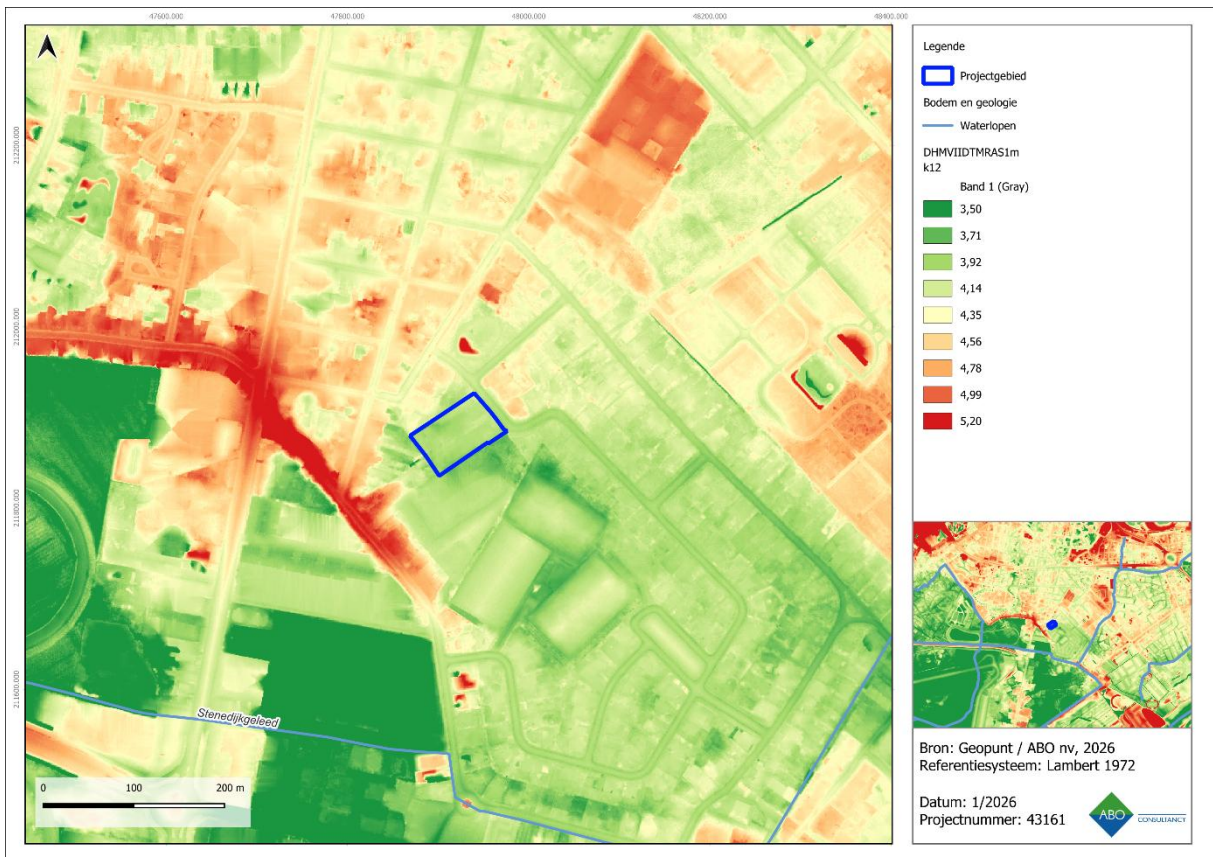 47600.000
47800.000
48000.000
48200.000
48400.000
212200.000
212000.000
211800.000
211600.000
Stenedijkgeleed
0
100
200 m
Legende
Projectgebied
Bodem en geologie
Waterlopen
DHMVIIDTMRAS1m
k12
Band 1 (Gray)
3,50
3,71
3,92
4,14
4,35
4,56
4,78
4,99
5,20
Bron: Geopunt / ABO nv, 2026
Referentiesysteem: Lambert 1972
Datum: 1/2026
Projectnummer: 43161
ABO
CONSULTANCY